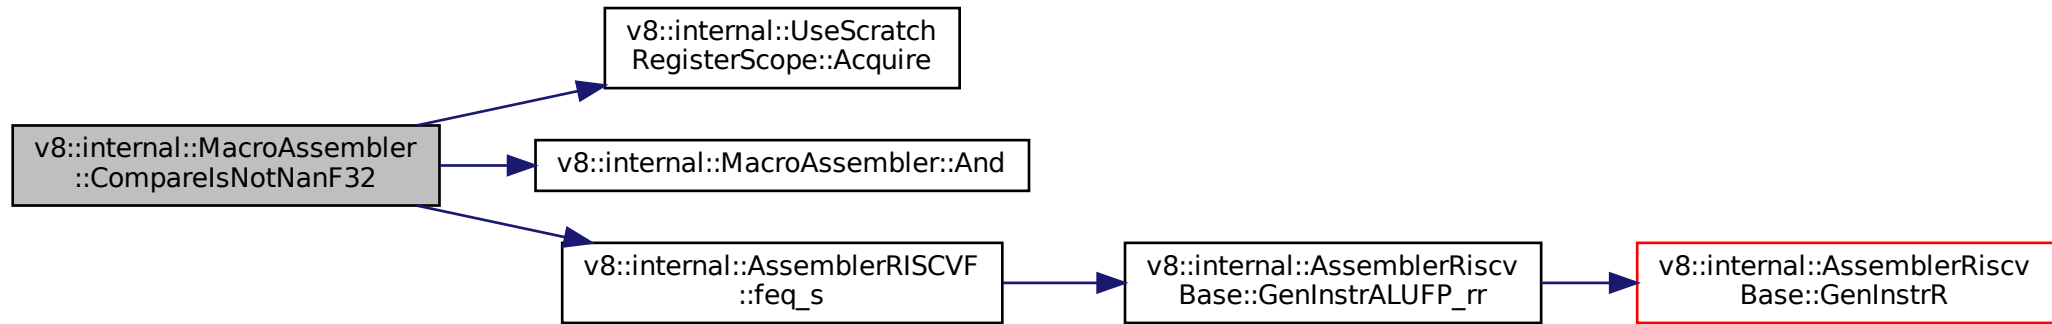 v8::internal::MacroAssembler
::CompareIsNotNanF32
v8::internal::UseScratch
RegisterScope::Acquire
v8::internal::MacroAssembler::And
v8::internal::AssemblerRISCVF
::feq_s
v8::internal::AssemblerRiscv
Base::GenInstrALUFP_rr
v8::internal::AssemblerRiscv
Base::GenInstrR